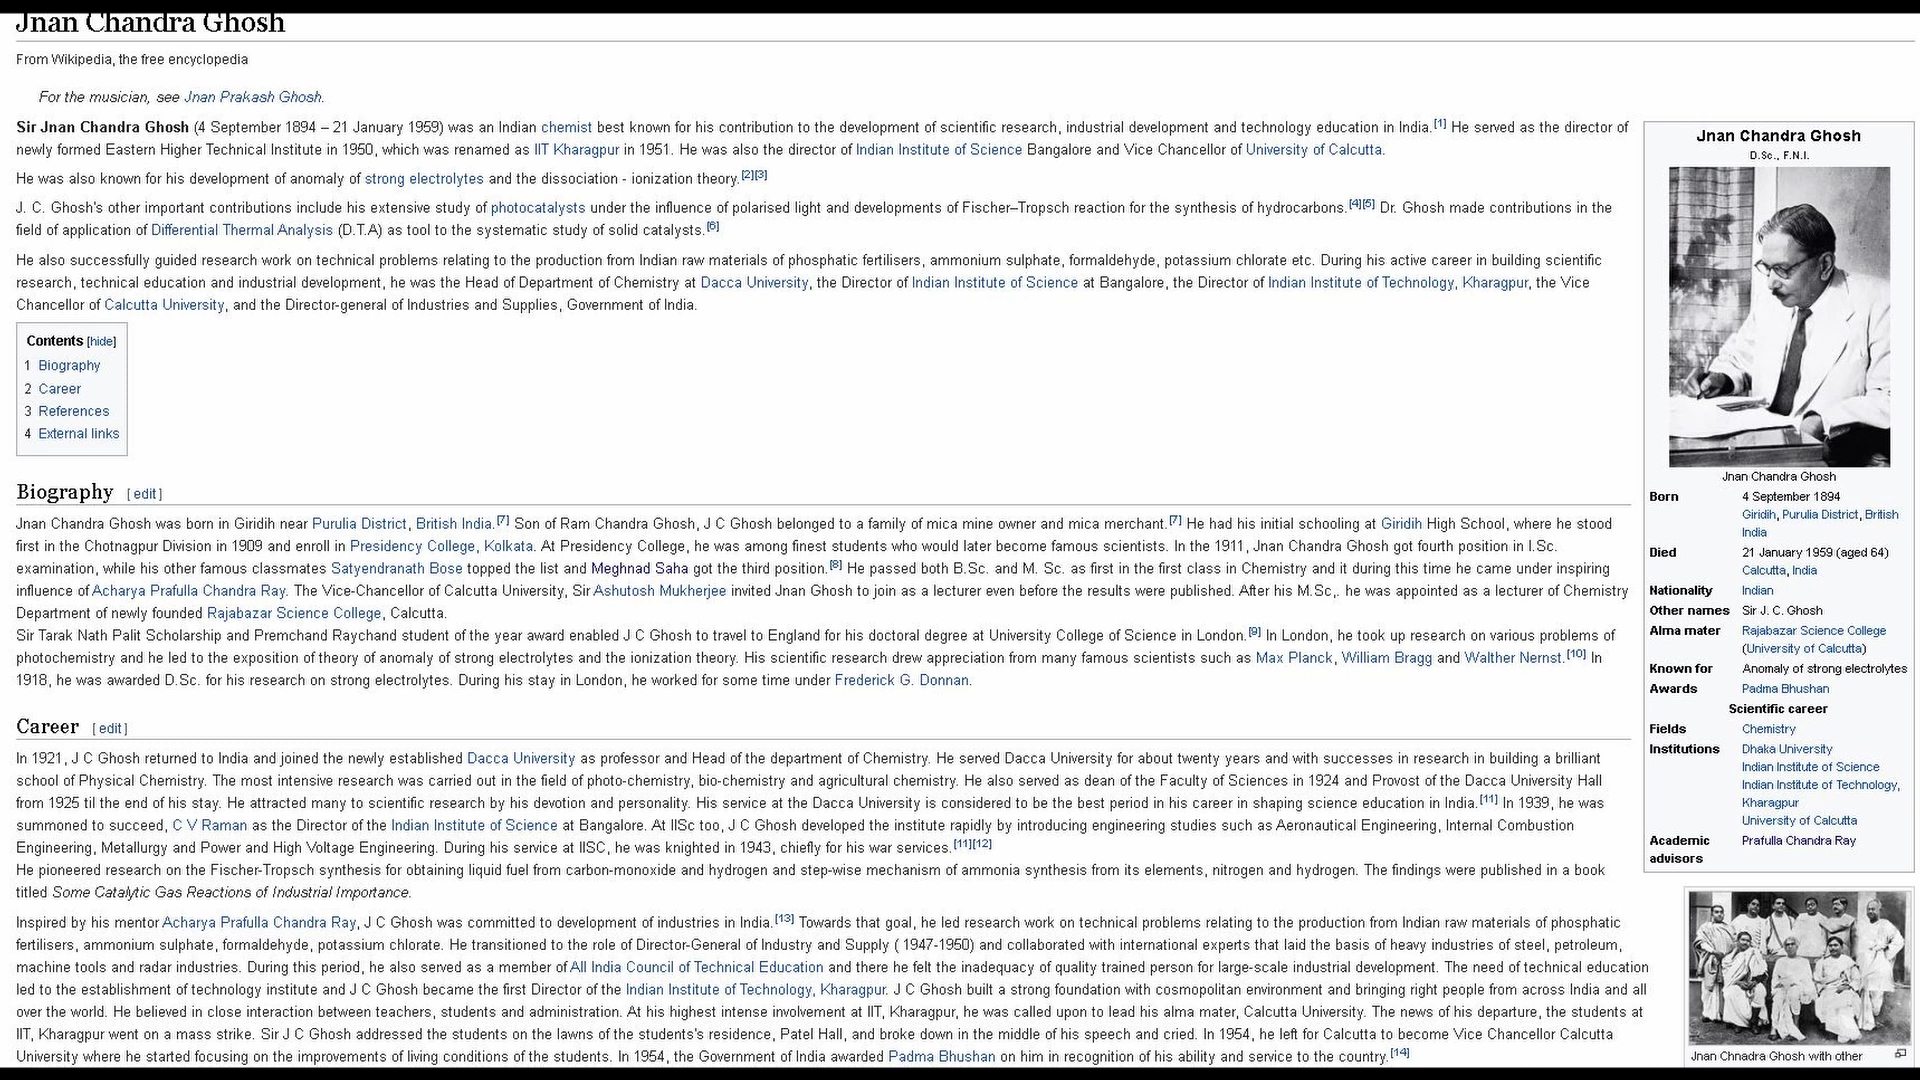 Jnan Chandra Ghosh
From Wikipedia, the free encyclopedia
For the musician, see Jnan Prakash Ghosh.
Sir Jnan Chandra Ghosh (4 September 1894 – 21 January 1959) was an Indian chemist best known for his contribution to the development of scientific research, industrial development and technology education in India.[1] He served as the director of
newly formed Eastern Higher Technical Institute in 1950, which was renamed as IIT Kharagpur in 1951. He was also the director of Indian Institute of Science Bangalore and Vice Chancellor of University of Calcutta.
He was also known for his development of anomaly of strong electrolytes and the dissociation - ionization theory.[2][3]
J. C. Ghosh's other important contributions include his extensive study of photocatalysts under the influence of polarised light and developments of Fischer–Tropsch reaction for the synthesis of hydrocarbons.[4][5] Dr. Ghosh made contributions in the
field of application of Differential Thermal Analysis (D.T.A) as tool to the systematic study of solid catalysts.[6]
He also successfully guided research work on technical problems relating to the production from Indian raw materials of phosphatic fertilisers, ammonium sulphate, formaldehyde, potassium chlorate etc. During his active career in building scientific
research, technical education and industrial development, he was the Head of Department of Chemistry at Dacca University, the Director of Indian Institute of Science at Bangalore, the Director of Indian Institute of Technology, Kharagpur, the Vice
Chancellor of Calcutta University, and the Director-general of Industries and Supplies, Government of India.
Contents [hide]
1 Biography
2 Career
3 References
4 External links
Biography [ edit ]
Jnan Chandra Ghosh was born in Giridih near Purulia District, British India.[7] Son of Ram Chandra Ghosh, J C Ghosh belonged to a family of mica mine owner and mica merchant.[7] He had his initial schooling at Giridih High School, where he stood
first in the Chotnagpur Division in 1909 and enroll in Presidency College, Kolkata. At Presidency College, he was among finest students who would later become famous scientists. In the 1911, Jnan Chandra Ghosh got fourth position in I.Sc.
examination, while his other famous classmates Satyendranath Bose topped the list and Meghnad Saha got the third position.[8] He passed both B.Sc. and M. Sc. as first in the first class in Chemistry and it during this time he came under inspiring
influence of Acharya Prafulla Chandra Ray. The Vice-Chancellor of Calcutta University, Sir Ashutosh Mukherjee invited Jnan Ghosh to join as a lecturer even before the results were published. After his M.Sc,. he was appointed as a lecturer of Chemistry
Department of newly founded Rajabazar Science College, Calcutta.
Sir Tarak Nath Palit Scholarship and Premchand Raychand student of the year award enabled J C Ghosh to travel to England for his doctoral degree at University College of Science in London.[9] In London, he took up research on various problems of
photochemistry and he led to the exposition of theory of anomaly of strong electrolytes and the ionization theory. His scientific research drew appreciation from many famous scientists such as Max Planck, William Bragg and Walther Nernst.[10] In
1918, he was awarded D.Sc. for his research on strong electrolytes. During his stay in London, he worked for some time under Frederick G. Donnan.
Career [ edit ]
In 1921, J C Ghosh returned to India and joined the newly established Dacca University as professor and Head of the department of Chemistry. He served Dacca University for about twenty years and with successes in research in building a brilliant
school of Physical Chemistry. The most intensive research was carried out in the field of photo-chemistry, bio-chemistry and agricultural chemistry. He also served as dean of the Faculty of Sciences in 1924 and Provost of the Dacca University Hall
from 1925 til the end of his stay. He attracted many to scientific research by his devotion and personality. His service at the Dacca University is considered to be the best period in his career in shaping science education in India.[11] In 1939, he was
summoned to succeed, C V Raman as the Director of the Indian Institute of Science at Bangalore. At IISc too, J C Ghosh developed the institute rapidly by introducing engineering studies such as Aeronautical Engineering, Internal Combustion
Engineering, Metallurgy and Power and High Voltage Engineering. During his service at IISC, he was knighted in 1943, chiefly for his war services.[11][12]
He pioneered research on the Fischer-Tropsch synthesis for obtaining liquid fuel from carbon-monoxide and hydrogen and step-wise mechanism of ammonia synthesis from its elements, nitrogen and hydrogen. The findings were published in a book
titled Some Catalytic Gas Reactions of Industrial Importance.
Inspired by his mentor Acharya Prafulla Chandra Ray, J C Ghosh was committed to development of industries in India.[13] Towards that goal, he led research work on technical problems relating to the production from Indian raw materials of phosphatic
fertilisers, ammonium sulphate, formaldehyde, potassium chlorate. He transitioned to the role of Director-General of Industry and Supply ( 1947-1950) and collaborated with international experts that laid the basis of heavy industries of steel, petroleum,
machine tools and radar industries. During this period, he also served as a member of All India Council of Technical Education and there he felt the inadequacy of quality trained person for large-scale industrial development. The need of technical education
led to the establishment of technology institute and J C Ghosh became the first Director of the Indian Institute of Technology, Kharagpur. J C Ghosh built a strong foundation with cosmopolitan environment and bringing right people from across India and all
over the world. He believed in close interaction between teachers, students and administration. At his highest intense involvement at IIT, Kharagpur, he was called upon to lead his alma mater, Calcutta University. The news of his departure, the students at
IIT, Kharagpur went on a mass strike. Sir J C Ghosh addressed the students on the lawns of the students's residence, Patel Hall, and broke down in the middle of his speech and cried. In 1954, he left for Calcutta to become Vice Chancellor Calcutta
University where he started focusing on the improvements of living conditions of the students. In 1954, the Government of India awarded Padma Bhushan on him in recognition of his ability and service to the country.[14]
Jnan Chandra Ghosh
D.Sc., F.N.I.
Jnan Chandra Ghosh
Born 4 September 1894
Giridih, Purulia District, British
India
Died 21 January 1959 (aged 64)
Calcutta, India
Nationality Indian
Other names Sir J. C. Ghosh
Alma mater Rajabazar Science College
(University of Calcutta)
Known for Anomaly of strong electrolytes
Awards Padma Bhushan
Scientific career
Fields Chemistry
Institutions Dhaka University
Indian Institute of Science
Indian Institute of Technology,
Kharagpur
University of Calcutta
Academic Prafulla Chandra Ray
advisors
Jnan Chnadra Ghosh with other